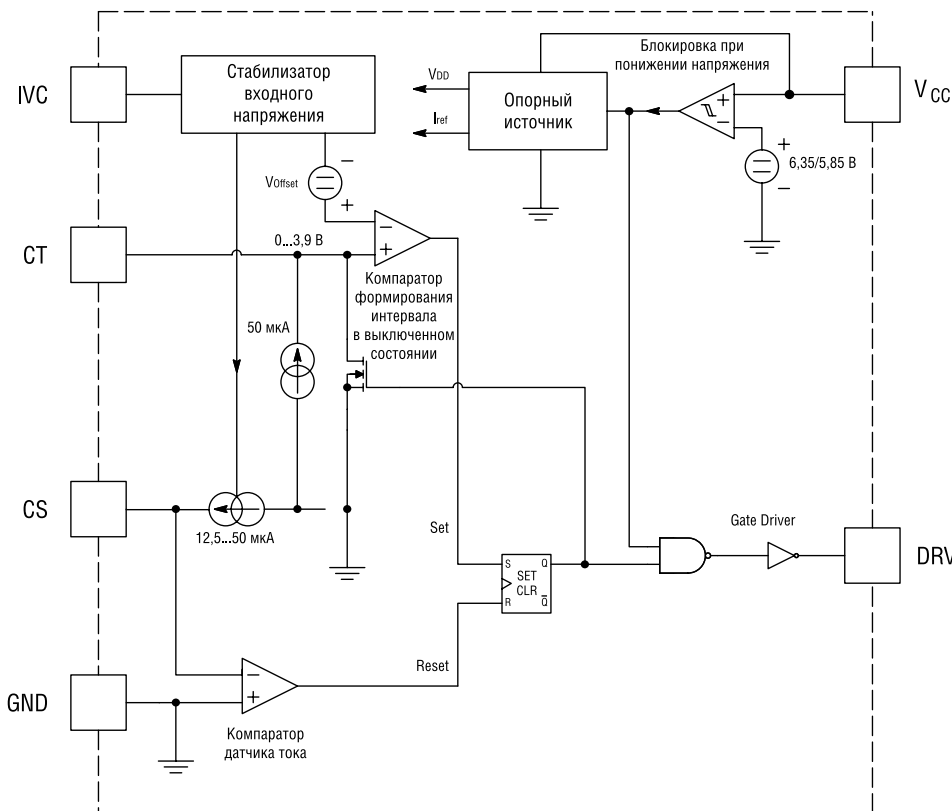 IVC
Стабилизатор
входного
напряжения
VDD
Iref
Опорный
источник
Блокировка при
понижении напряжения
+
−
VCC
+
6,35/5,85 В
−
−
VOffset
+
CT
0...3,9 В
−
+
Компаратор
формирования
интервала
в выключенном
состоянии
50 мкА
CS
12,5...50 мкА
Set
Gate Driver
DRV
S Q
SET
CLR
R Q̅
Reset
GND
−
+
Компаратор
датчика тока